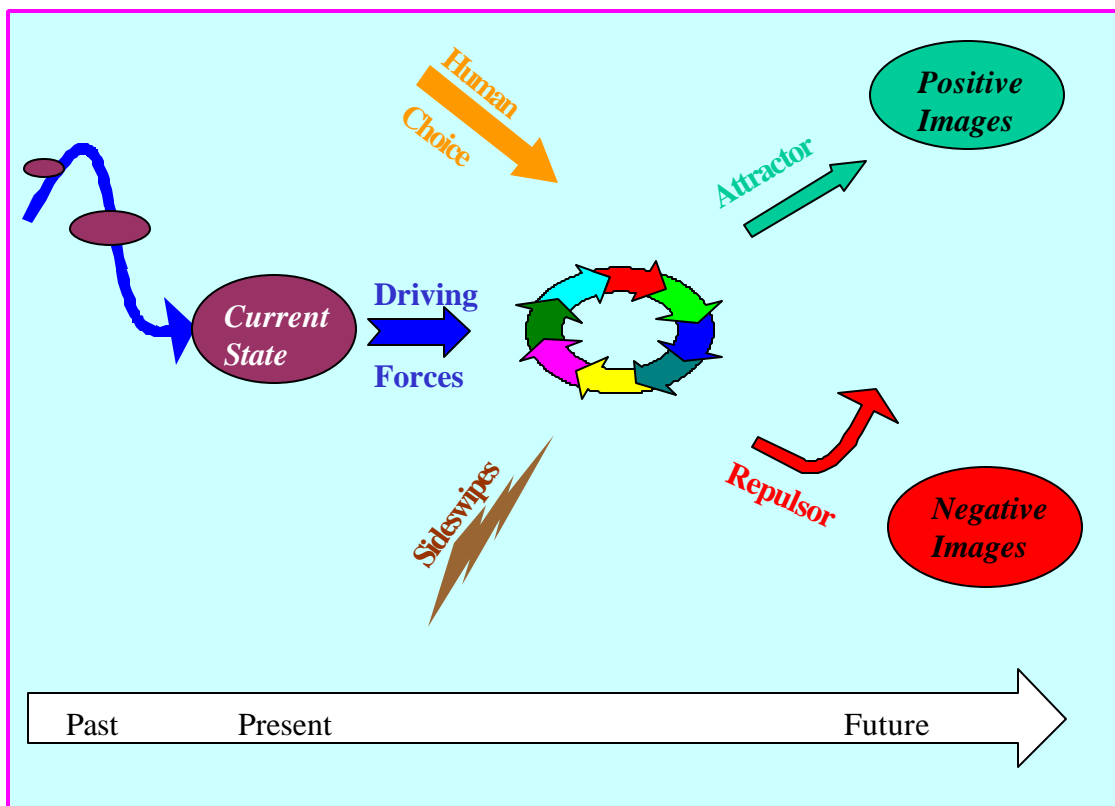 Human
Choice
Positive
Images
Attractor
Current
State
Driving
Forces
Sideswipes
Repulsor
Negative
Images
Past
Present
Future